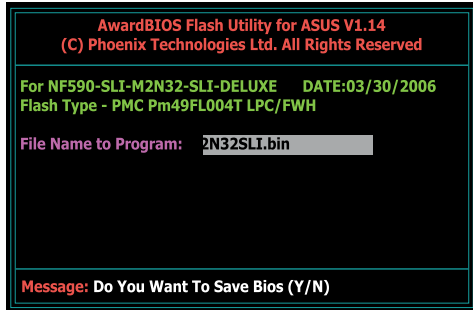 AwardBIOS Flash Utility for ASUS V1.14
(C) Phoenix Technologies Ltd. All Rights Reserved
For NF590-SLI-M2N32-SLI-DELUXE DATE:03/30/2006
Flash Type - PMC Pm49FL004T LPC/FWH
File Name to Program: 2N32SLI.bin
Message: Do You Want To Save Bios (Y/N)